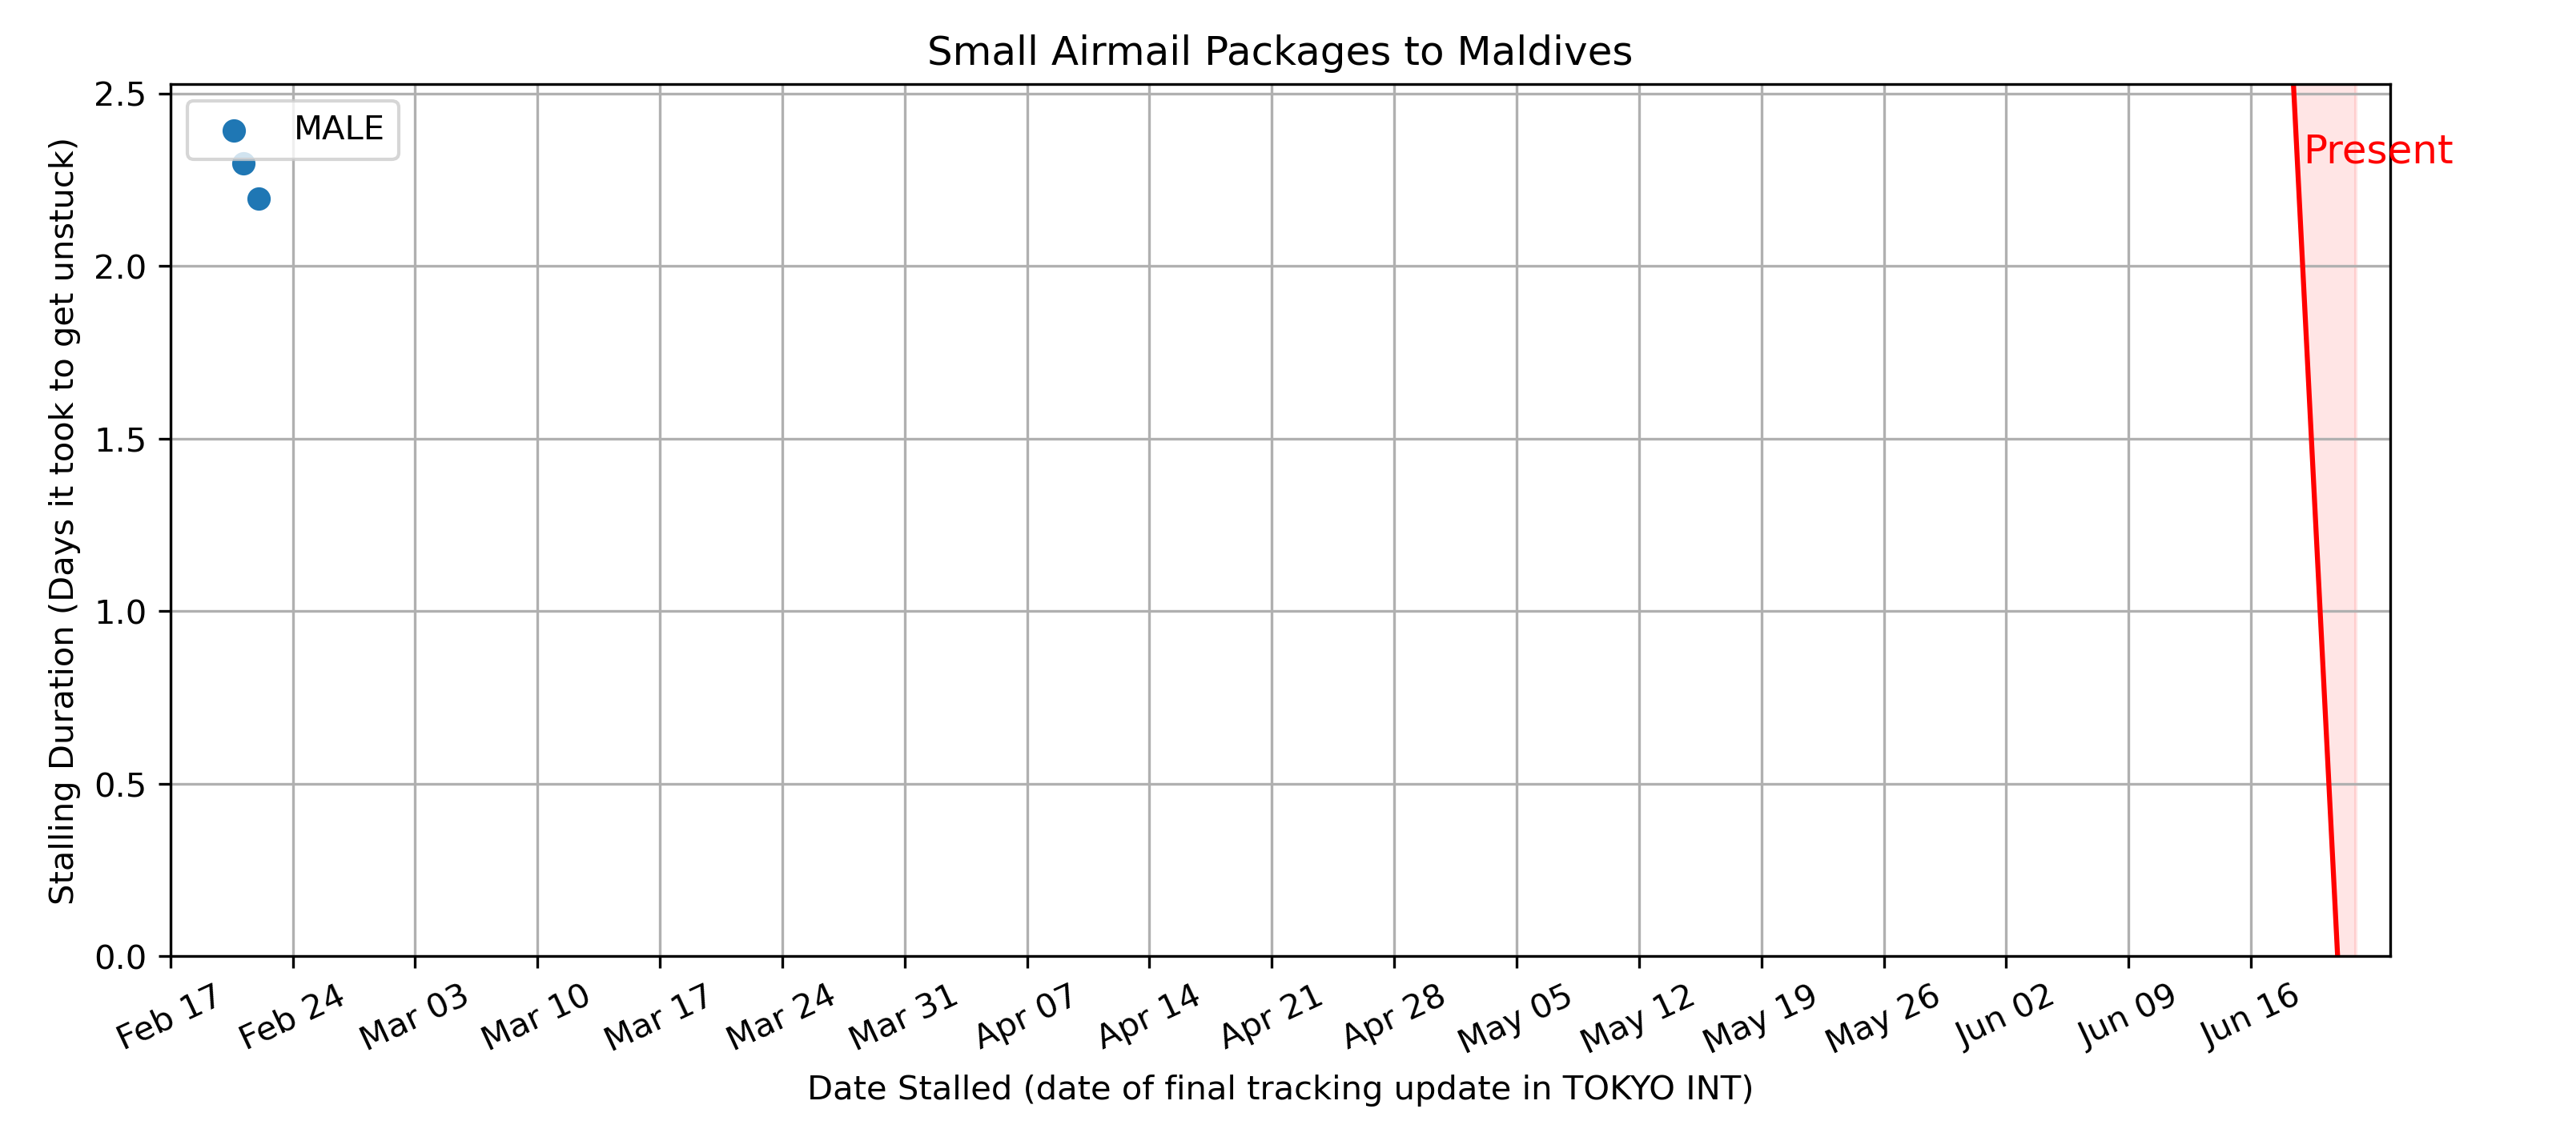 Small Airmail Packages to Maldives
Stalling Duration (Days it took to get unstuck)
2.5
2.0
1.5
1.0
0.5
0.0
MALE
Present
Feb 17
Feb 24
Mar 03
Mar 10
Mar 17
Mar 24
Mar 31
Apr 07
Apr 14
Apr 21
Apr 28
May 05
May 12
May 19
May 26
Jun 02
Jun 09
Jun 16
Date Stalled (date of final tracking update in TOKYO INT)